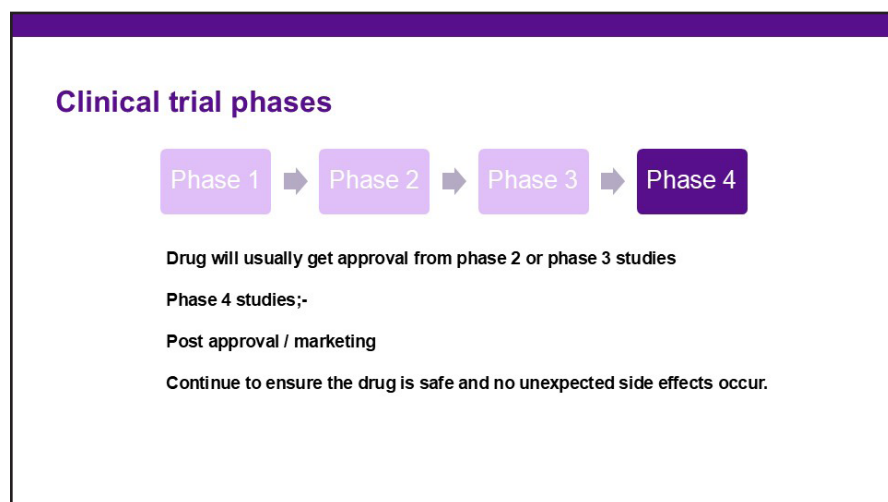 Clinical trial phases
Phase 1
Phase 2
Phase 3
Phase 4
Drug will usually get approval from phase 2 or phase 3 studies
Phase 4 studies;-
Post approval / marketing
Continue to ensure the drug is safe and no unexpected side effects occur.